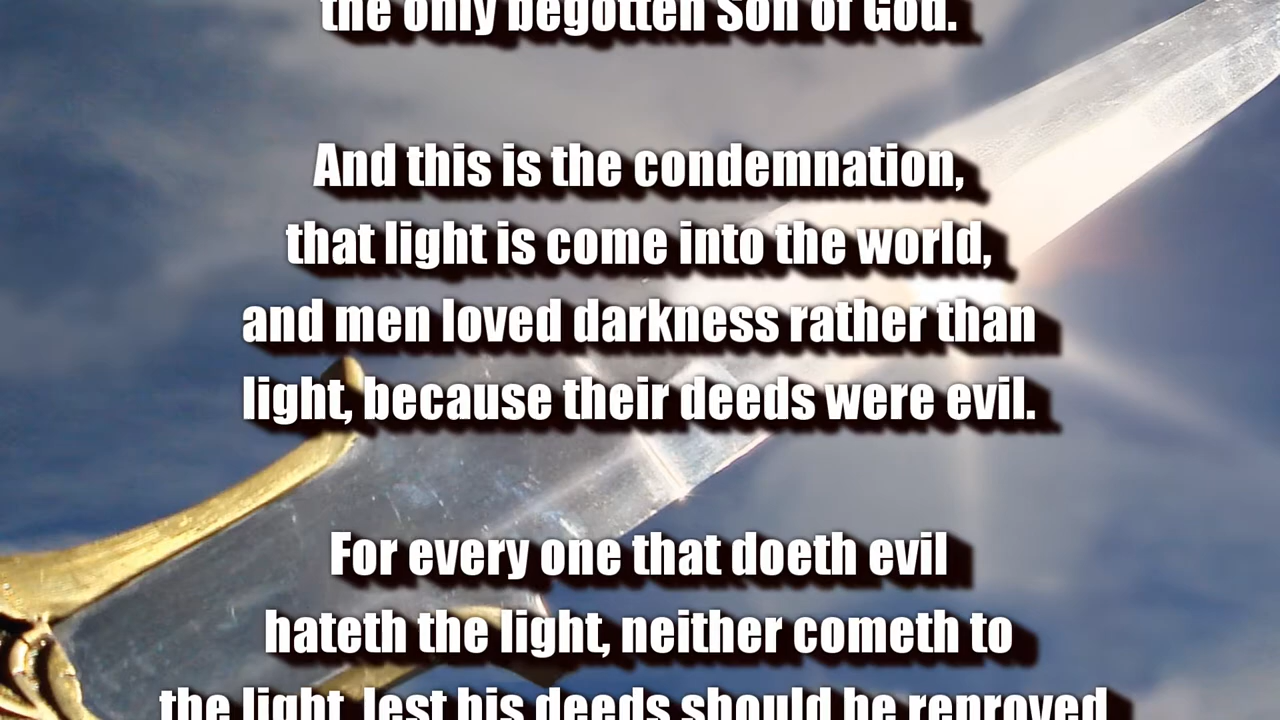 the only begotten Son of God.
And this is the condemnation,
that light is come into the world,
and men loved darkness rather than
light, because their deeds were evil.
For every one that doeth evil
hateth the light, neither cometh to
the light, lest his deeds should be reproved